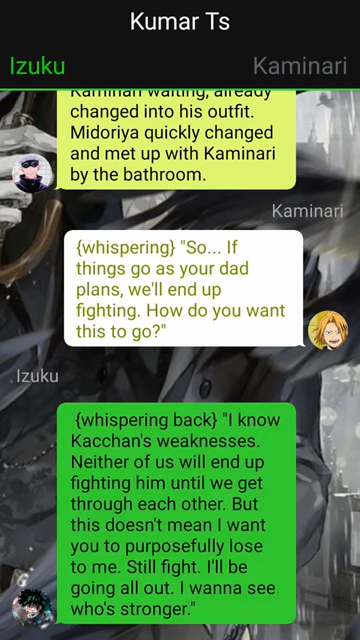 Kumar Ts
Izuku
Kaminari
Kaminari waiting, already
changed into his outfit.
Midoriya quickly changed
and met up with Kaminari
by the bathroom.
Kaminari
{whispering} "So... If
things go as your dad
plans, we'll end up
fighting. How do you want
this to go?"
Izuku
{whispering back} "I know
Kacchan's weaknesses.
Neither of us will end up
fighting him until we get
through each other. But
this doesn't mean I want
you to purposefully lose
to me. Still fight. I'll be
going all out. I wanna see
who's stronger."